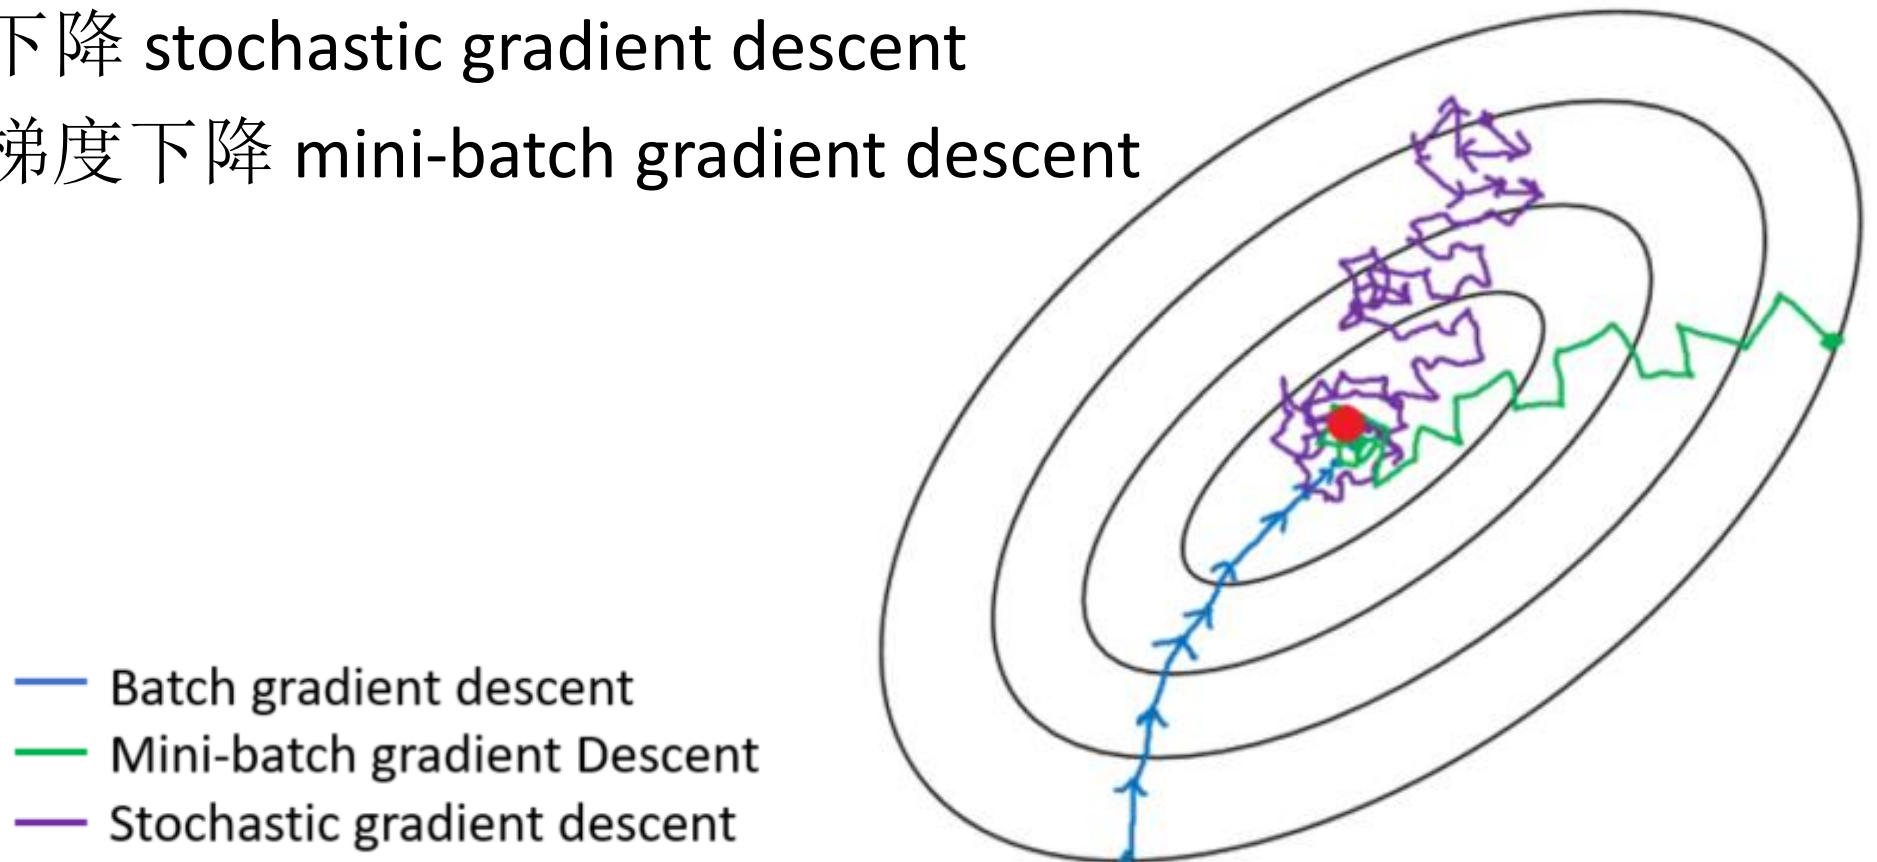 下降 stochastic gradient descent
梯度下降 mini-batch gradient descent
Batch gradient descent
Mini-batch gradient Descent
Stochastic gradient descent